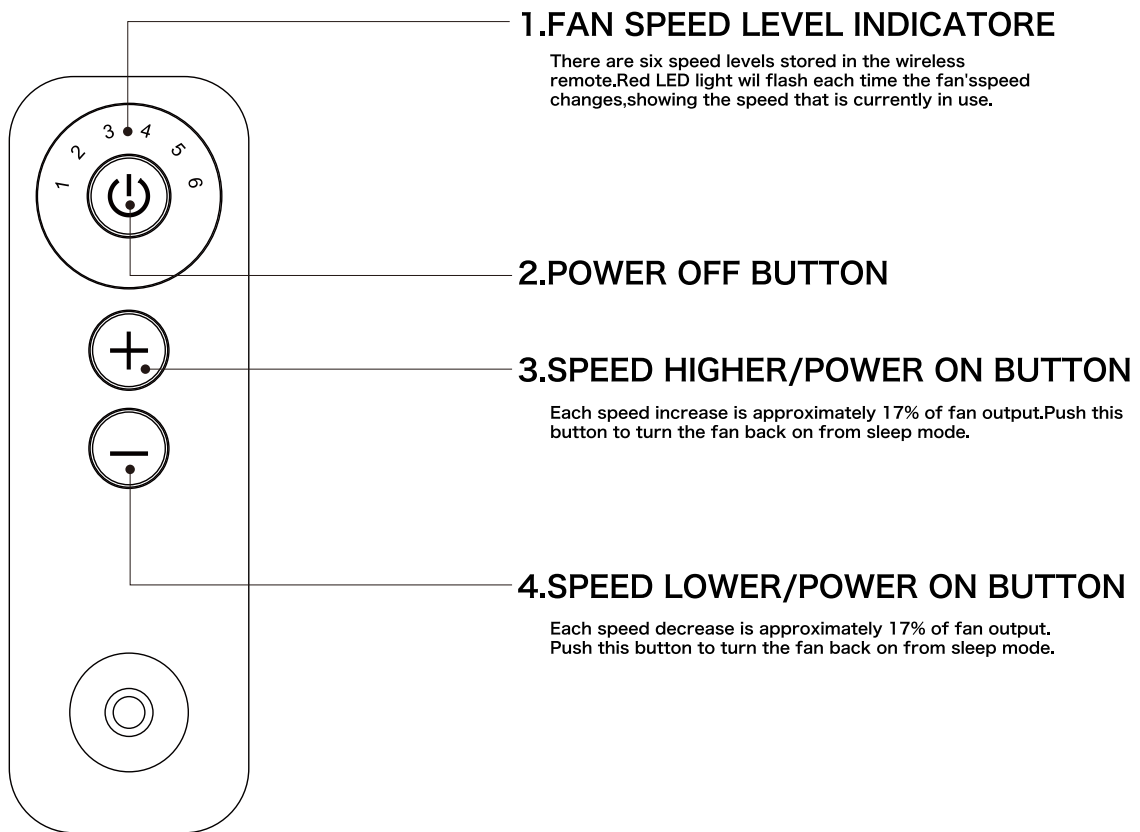 1.FAN SPEED LEVEL INDICATORE
There are six speed levels stored in the wireless
remote.Red LED light wil flash each time the fan'sspeed
changes,showing the speed that is currently in use.
1 2 3 4 5 6
2.POWER OFF BUTTON
3.SPEED HIGHER/POWER ON BUTTON
Each speed increase is approximately 17% of fan output.Push this
button to turn the fan back on from sleep mode.
4.SPEED LOWER/POWER ON BUTTON
Each speed decrease is approximately 17% of fan output.
Push this button to turn the fan back on from sleep mode.